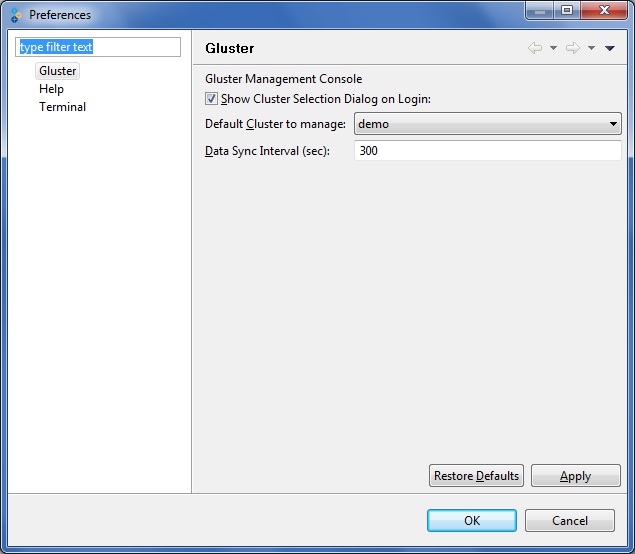 Preferences
type filter text
Gluster
Help
Terminal
Gluster
Gluster Management Console
Show Cluster Selection Dialog on Login:
Default Cluster to manage: demo
Data Sync Interval (sec): 300
Restore Defaults Apply
OK Cancel